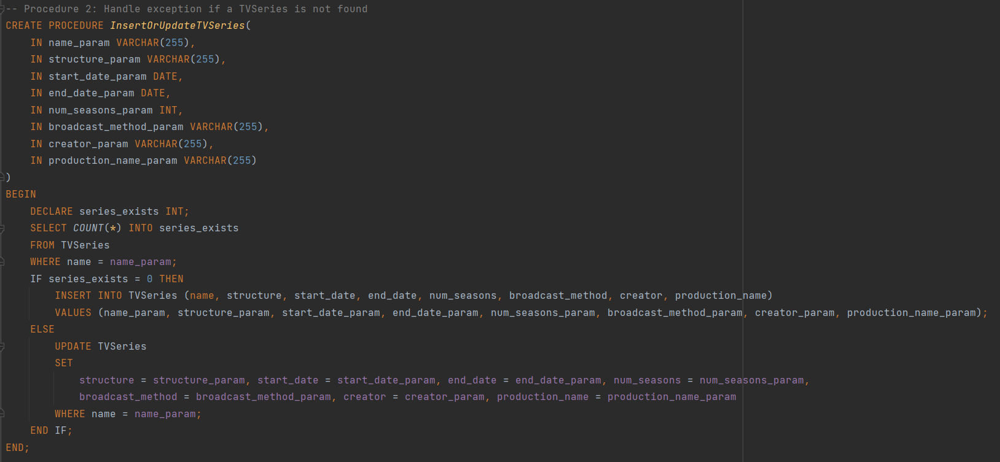 -- Procedure 2: Handle exception if a TVSeries is not found
CREATE PROCEDURE InsertOrUpdateTVSeries(
    IN name_param VARCHAR(255),
    IN structure_param VARCHAR(255),
    IN start_date_param DATE,
    IN end_date_param DATE,
    IN num_seasons_param INT,
    IN broadcast_method_param VARCHAR(255),
    IN creator_param VARCHAR(255),
    IN production_name_param VARCHAR(255)
)
BEGIN
    DECLARE series_exists INT;
    SELECT COUNT(*) INTO series_exists
    FROM TVSeries
    WHERE name = name_param;
    IF series_exists = 0 THEN
        INSERT INTO TVSeries (name, structure, start_date, end_date, num_seasons, broadcast_method, creator, production_name)
        VALUES (name_param, structure_param, start_date_param, end_date_param, num_seasons_param, broadcast_method_param, creator_param, production_name_param);
    ELSE
        UPDATE TVSeries
        SET
            structure = structure_param, start_date = start_date_param, end_date = end_date_param, num_seasons = num_seasons_param,
            broadcast_method = broadcast_method_param, creator = creator_param, production_name = production_name_param
        WHERE name = name_param;
    END IF;
END;